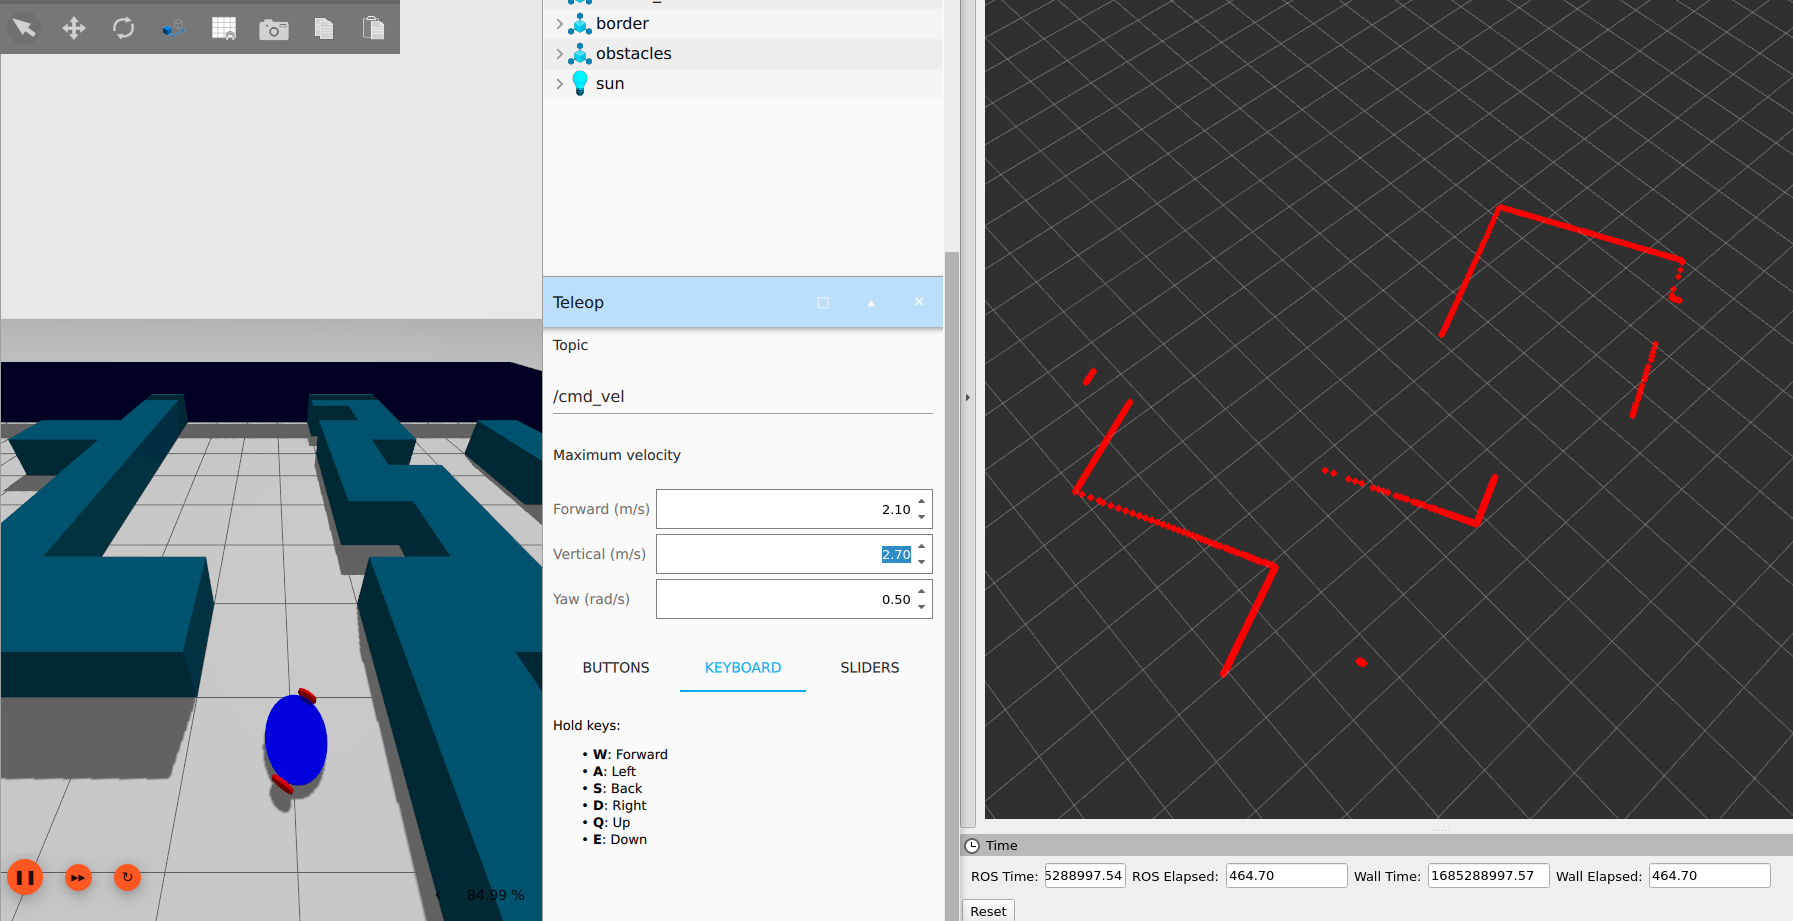 border
obstacles
sun
Teleop
Topic
/cmd_vel
Maximum velocity
Forward (m/s) 2.10
Vertical (m/s) 2.70
Yaw (rad/s) 0.50
BUTTONS KEYBOARD SLIDERS
Hold keys:
• W: Forward
• A: Left
• S: Back
• D: Right
• Q: Up
• E: Down
84.99 %
Time
ROS Time: 5288997.54 ROS Elapsed: 464.70 Wall Time: 1685288997.57 Wall Elapsed: 464.70
Reset